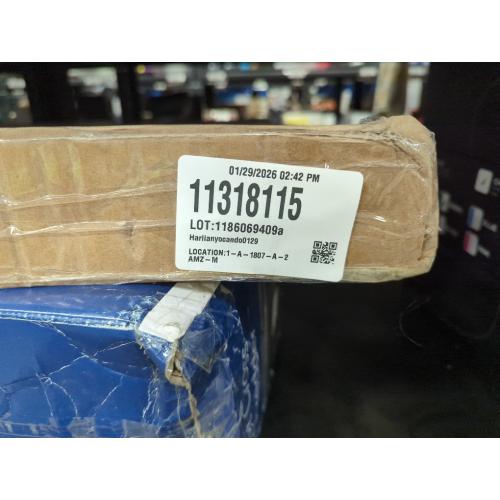 01/29/2026 02:42 PM
11318115
LOT:1186069409a
Harlianyocando0129
LOCATION:1-A-1807-A-2
AMZ-M